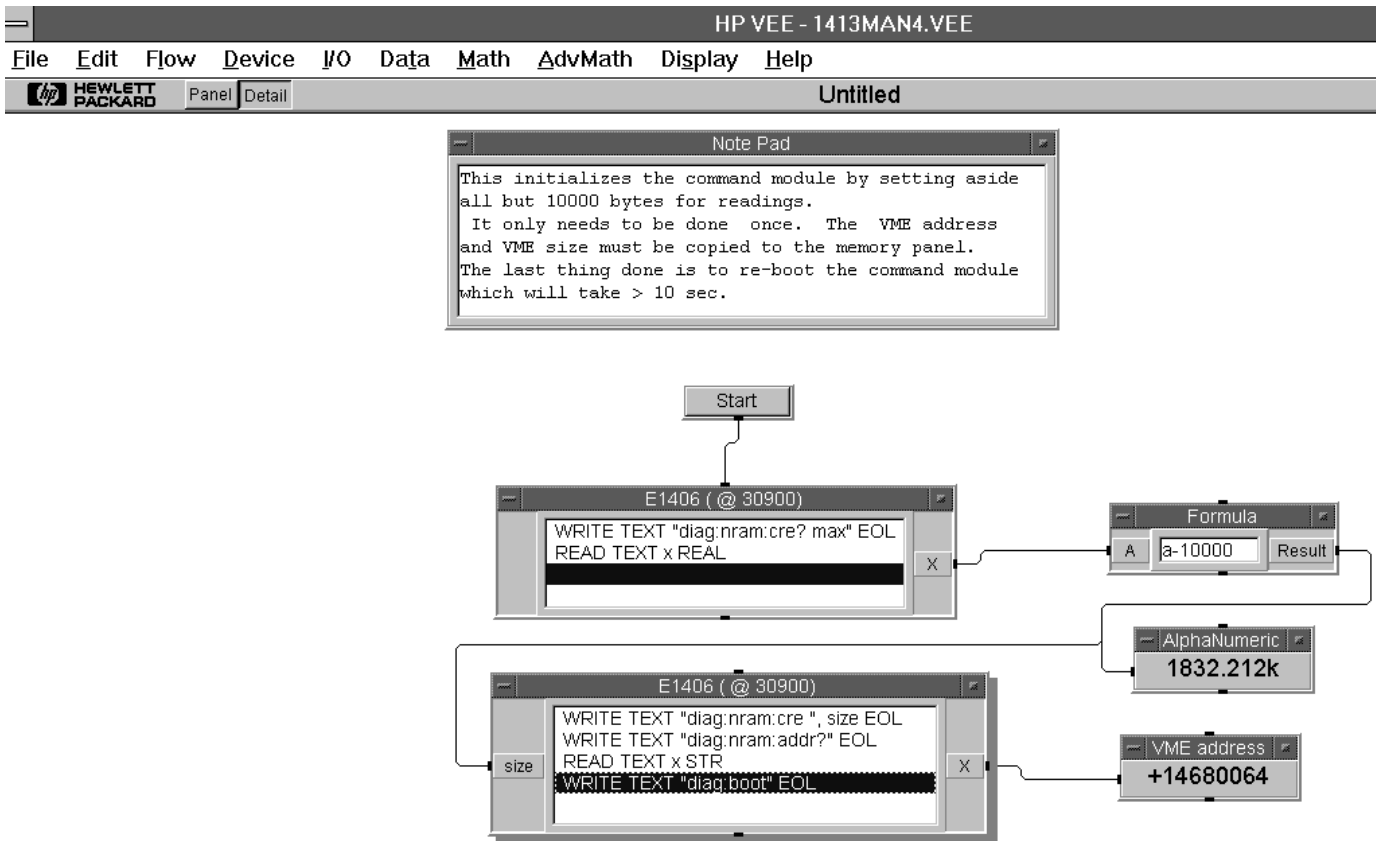 HP VEE - 1413MAN4.VEE
File Edit Flow Device I/O Data Math AdvMath Display Help
hp HEWLETT PACKARD Panel Detail Untitled
Note Pad
This initializes the command module by setting aside
all but 10000 bytes for readings.
It only needs to be done once. The VME address
and VME size must be copied to the memory panel.
The last thing done is to re-boot the command module
which will take > 10 sec.
Start
E1406 ( @ 30900)
WRITE TEXT "diag:nram:cre? max" EOL
READ TEXT x REAL
X
Formula
A a-10000 Result
AlphaNumeric
1832.212k
E1406 ( @ 30900)
size
WRITE TEXT "diag:nram:cre ", size EOL
WRITE TEXT "diag:nram:addr?" EOL
READ TEXT x STR
WRITE TEXT "diag:boot" EOL
X
VME address
+14680064